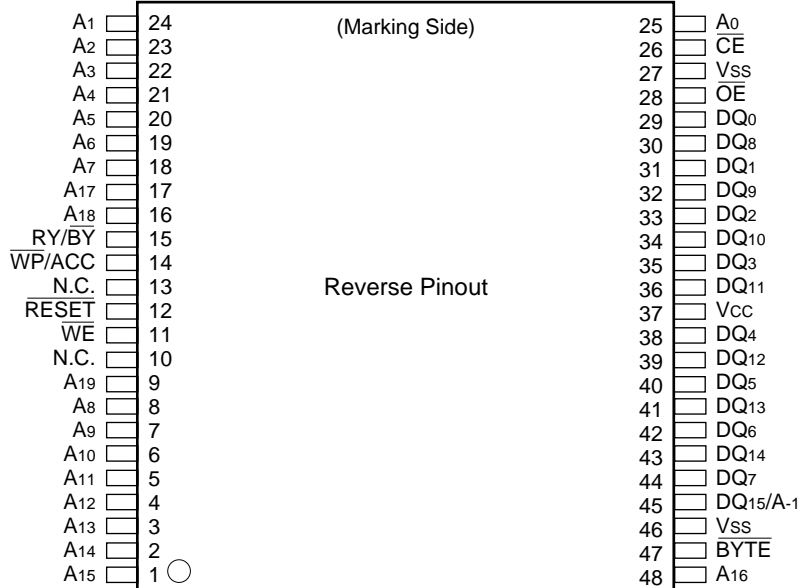 A1 24 (Marking Side) 25 A0
A2 23 26 CE
A3 22 27 VSS
A4 21 28 OE
A5 20 29 DQ0
A6 19 30 DQ8
A7 18 31 DQ1
A17 17 32 DQ9
A18 16 33 DQ2
RY/BY 15 34 DQ10
WP/ACC 14 35 DQ3
N.C. 13 Reverse Pinout 36 DQ11
RESET 12 37 VCC
WE 11 38 DQ4
N.C. 10 39 DQ12
A19 9 40 DQ5
A8 8 41 DQ13
A9 7 42 DQ6
A10 6 43 DQ14
A11 5 44 DQ7
A12 4 45 DQ15/A-1
A13 3 46 VSS
A14 2 47 BYTE
A15 1 48 A16